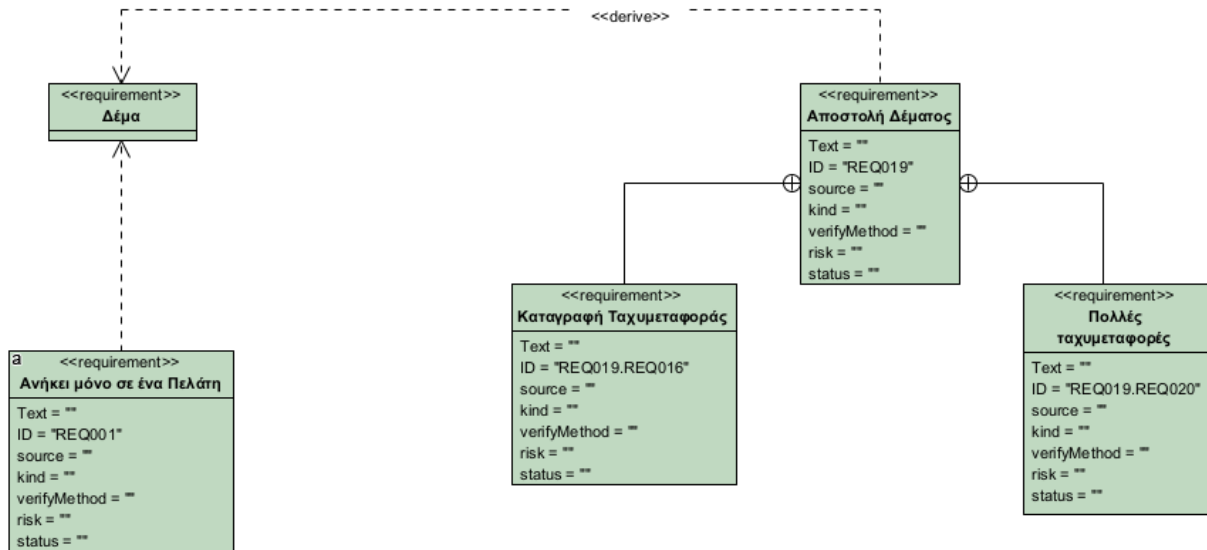 <<derive>>
<<requirement>>
Δέμα
<<requirement>>
Αποστολή Δέματος
Text = ""
ID = "REQ019"
source = ""
kind = ""
verifyMethod = ""
risk = ""
status = ""
<<requirement>>
Καταγραφή Ταχυμεταφοράς
Text = ""
ID = "REQ019.REQ016"
source = ""
kind = ""
verifyMethod = ""
risk = ""
status = ""
<<requirement>>
Πολλές
ταχυμεταφορές
Text = ""
ID = "REQ019.REQ020"
source = ""
kind = ""
verifyMethod = ""
risk = ""
status = ""
a
<<requirement>>
Ανήκει μόνο σε ένα Πελάτη
Text = ""
ID = "REQ001"
source = ""
kind = ""
verifyMethod = ""
risk = ""
status = ""